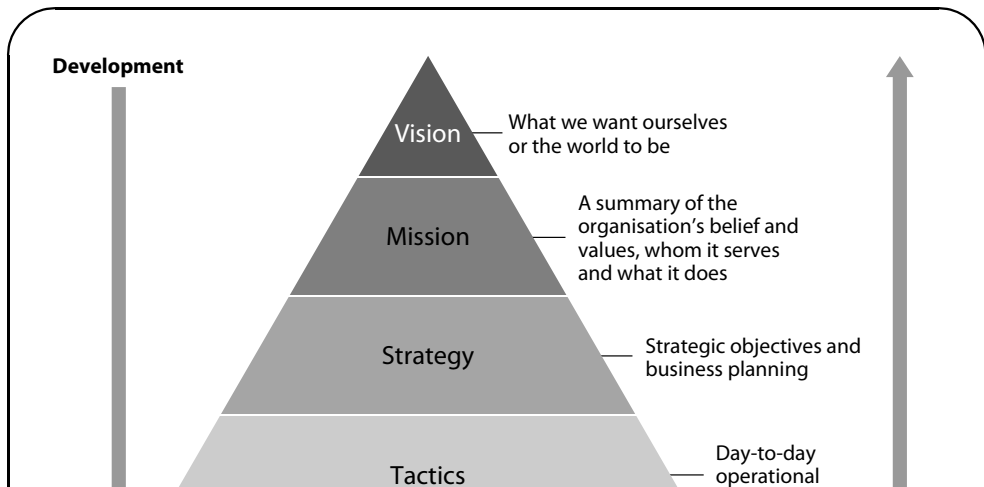 Development
Vision
What we want ourselves
or the world to be
Mission
A summary of the
organisation’s belief and
values, whom it serves
and what it does
Strategy
Strategic objectives and
business planning
Tactics
Day-to-day
operational